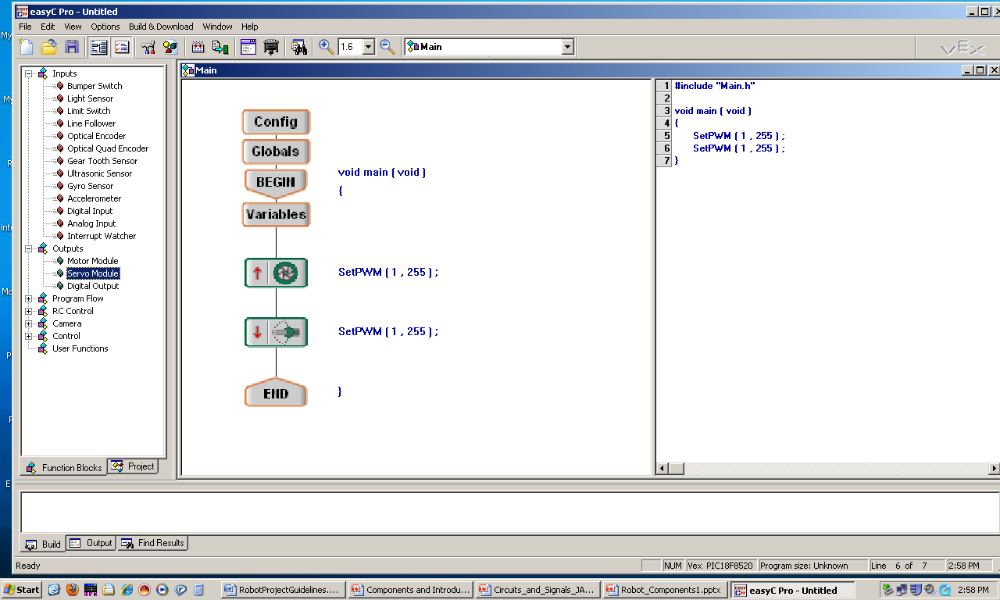 easyC Pro - Untitled
File Edit View Options Build & Download Window Help
1.6 Main vex
Inputs
Bumper Switch
Light Sensor
Limit Switch
Line Follower
Optical Encoder
Optical Quad Encoder
Gear Tooth Sensor
Ultrasonic Sensor
Gyro Sensor
Accelerometer
Digital Input
Analog Input
Interrupt Watcher
Outputs
Motor Module
Servo Module
Digital Output
Program Flow
RC Control
Camera
Control
User Functions
Function Blocks Project
Main
Config
Globals
BEGIN void main ( void )
{
Variables
SetPWM ( 1 , 255 ) ;
SetPWM ( 1 , 255 ) ;
END }
1 #include "Main.h"
2
3 void main ( void )
4 {
5 SetPWM ( 1 , 255 ) ;
6 SetPWM ( 1 , 255 ) ;
7 }
Build Output Find Results
Ready NUM Vex PIC18F8520 Program size: Unknown Line 6 of 7 2:58 PM
Start RobotProjectGuidelines.... Components and Introdu... Circuits_and_Signals_JA... Robot_Components1.pptx easyC Pro - Untitled 2:58 PM